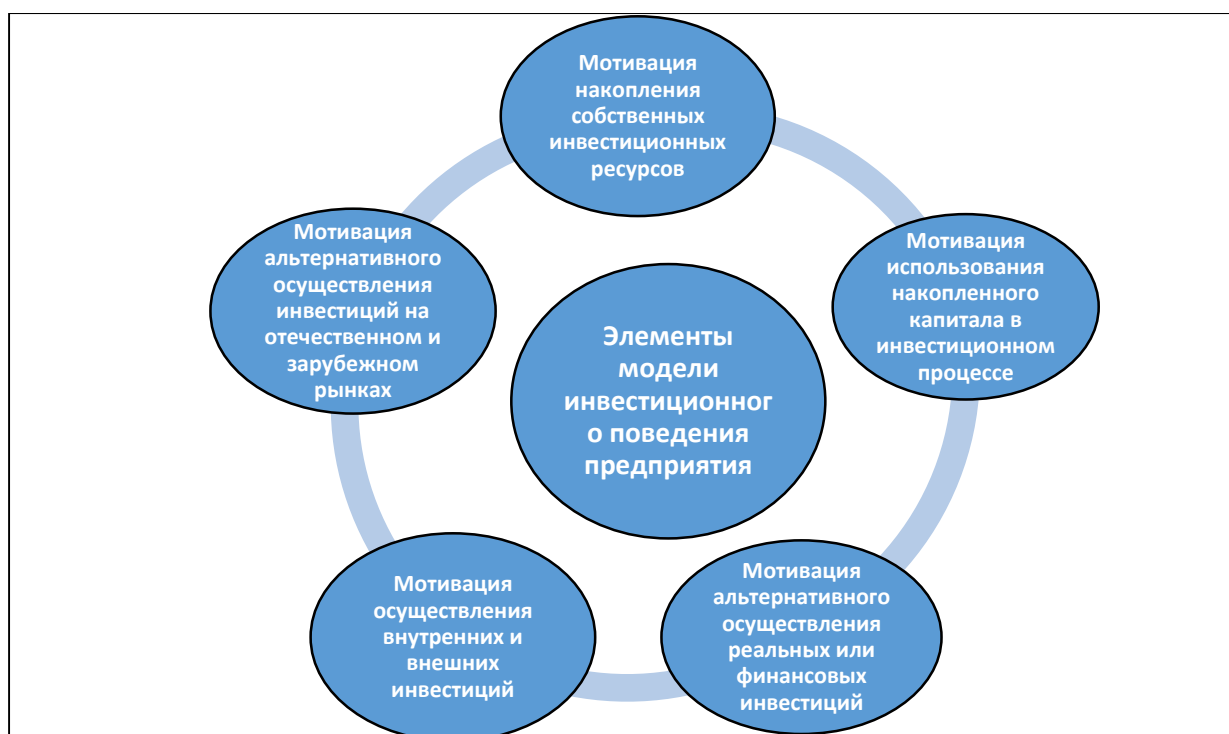 Мотивация
накопления
собственных
инвестиционных
ресурсов
Мотивация
альтернативного
осуществления
инвестиций на
отечественном и
зарубежном
рынках
Мотивация
использования
накопленного
капитала в
инвестиционном
процессе
Элементы
модели
инвестиционног
о поведения
предприятия
Мотивация
осуществления
внутренних и
внешних
инвестиций
Мотивация
альтернативного
осуществления
реальных или
финансовых
инвестиций